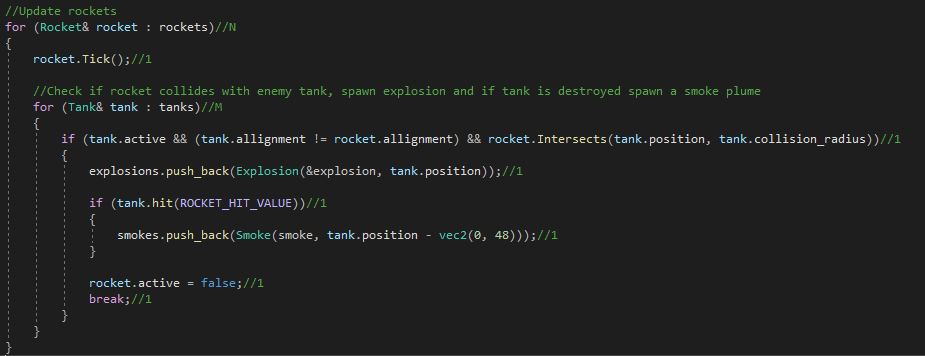 //Update rockets
for (Rocket& rocket : rockets)//N
{
rocket.Tick();//1
//Check if rocket collides with enemy tank, spawn explosion and if tank is destroyed spawn a smoke plume
for (Tank& tank : tanks)//M
{
if (tank.active && (tank.allignment != rocket.allignment) && rocket.Intersects(tank.position, tank.collision_radius))//1
{
explosions.push_back(Explosion(&explosion, tank.position));//1
if (tank.hit(ROCKET_HIT_VALUE))//1
{
smokes.push_back(Smoke(smoke, tank.position - vec2(0, 48)));//1
}
rocket.active = false;//1
break;//1
}
}
}